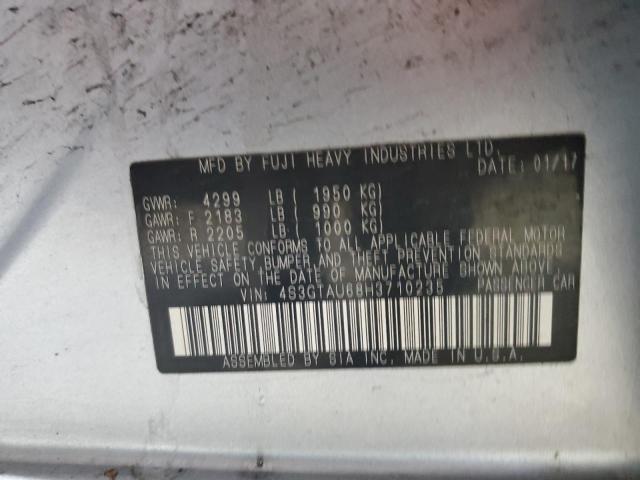 MFD BY FUJI HEAVY INDUSTRIES LTD.
DATE: 01/17
GVWR: 4299 LB ( 1950 KG)
GAWR: F 2183 LB ( 990 KG)
GAWR: R 2205 LB ( 1000 KG)
THIS VEHICLE CONFORMS TO ALL APPLICABLE FEDERAL MOTOR
VEHICLE SAFETY BUMPER AND THEFT PREVENTION STANDARDS
IN EFFECT ON THE DATE OF MANUFACTURE SHOWN ABOVE.
VIN: 4S3GTAU68H3710235 PASSENGER CAR
ASSEMBLED BY SIA INC. MADE IN U.S.A.